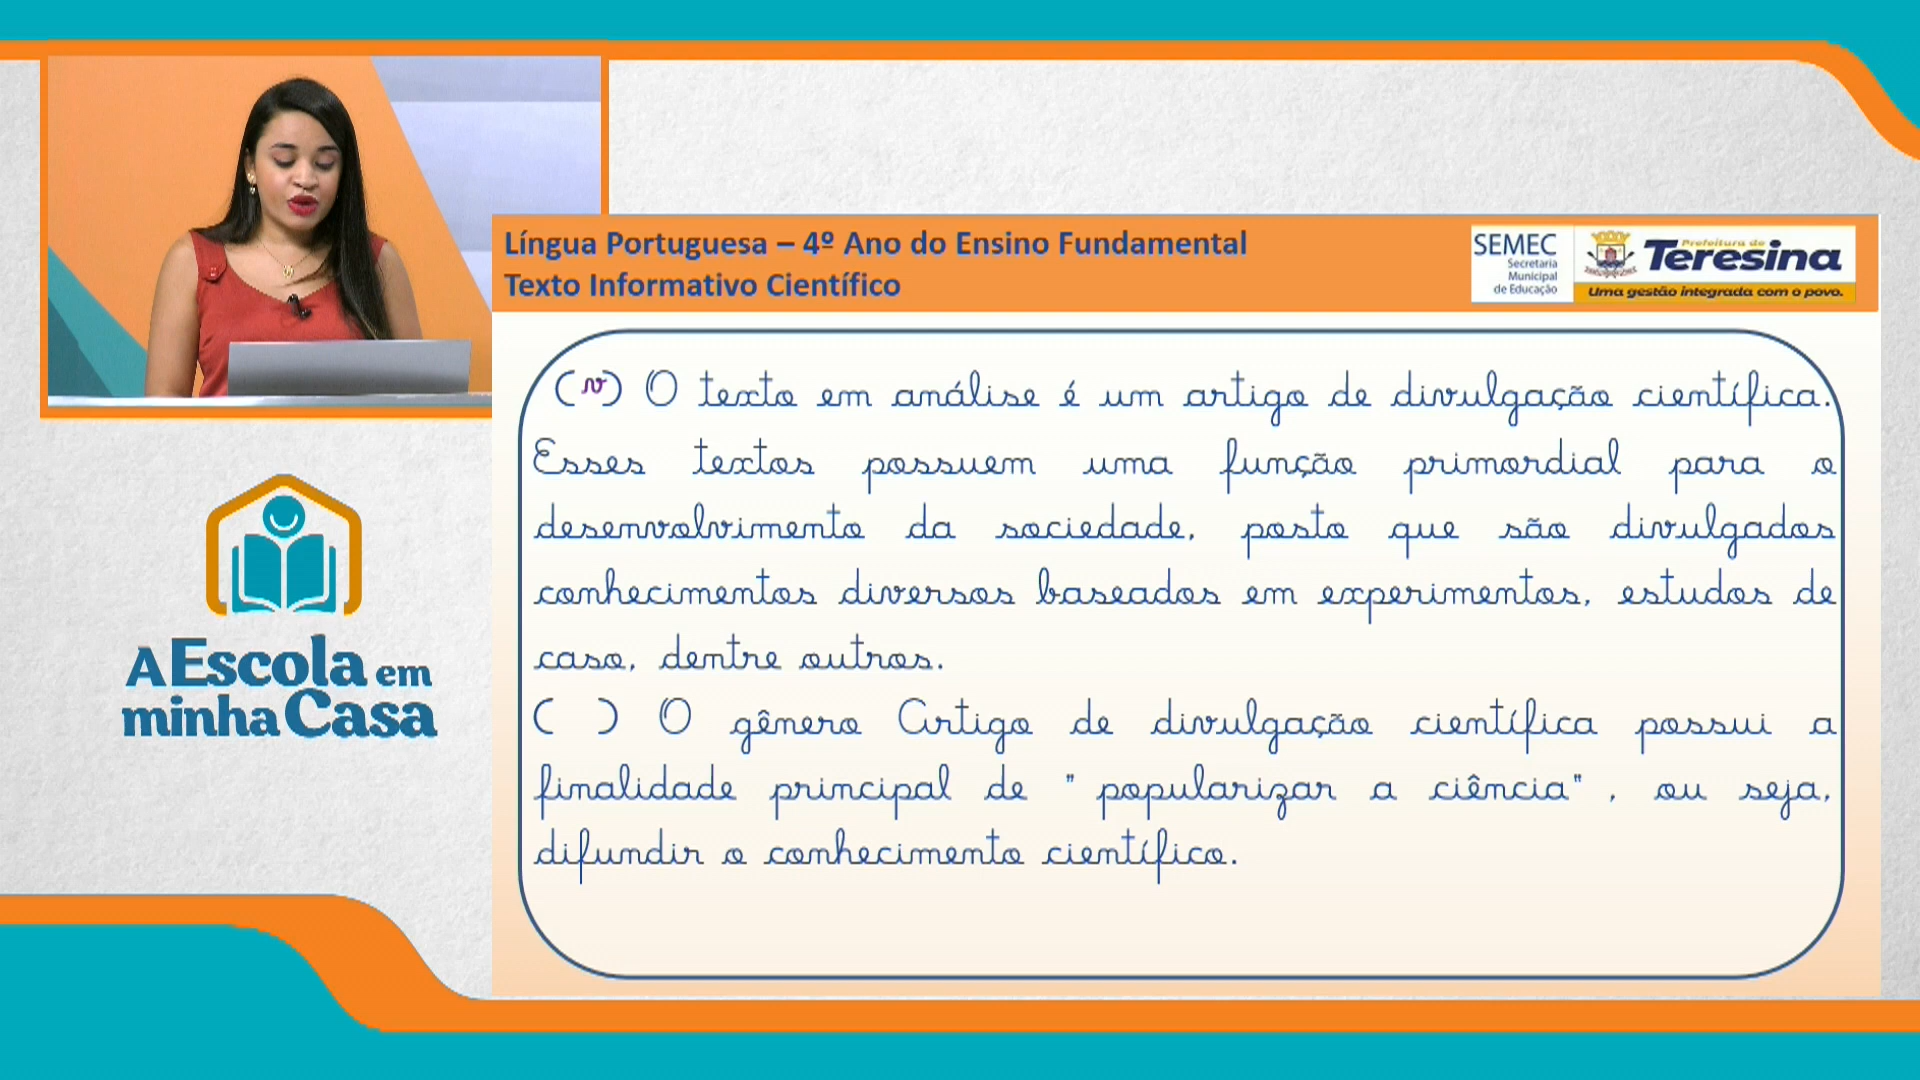 Língua Portuguesa – 4º Ano do Ensino Fundamental
Texto Informativo Científico
SEMEC
Secretaria
Municipal
de Educação
Prefeitura de
Teresina
Uma gestão integrada com o povo.
(v) O texto em análise é um artigo de divulgação científica.
Esses textos possuem uma função primordial para o
desenvolvimento da sociedade, posto que são divulgados
conhecimentos diversos baseados em experimentos, estudos de
caso, dentre outros.
( ) O gênero Artigo de divulgação científica possui a
finalidade principal de " popularizar a ciência" , ou seja,
difundir o conhecimento científico.
A Escola em
minha Casa